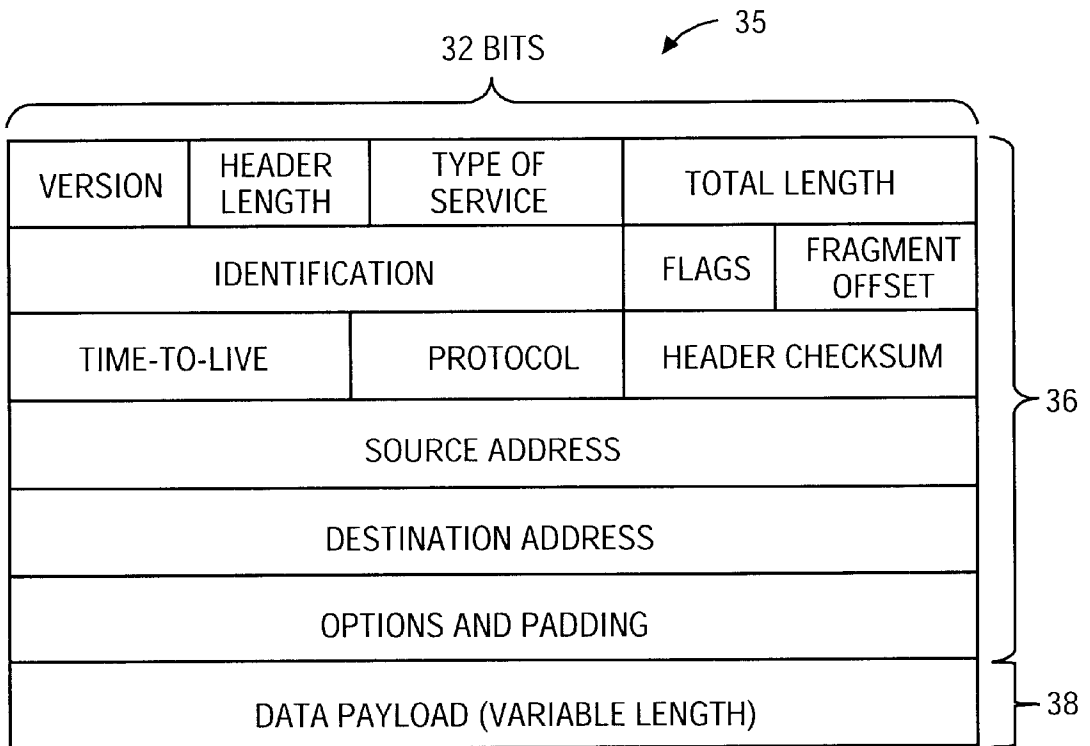 35
32 BITS
VERSION
HEADER
LENGTH
TYPE OF
SERVICE
TOTAL LENGTH
IDENTIFICATION
FLAGS
FRAGMENT
OFFSET
TIME-TO-LIVE
PROTOCOL
HEADER CHECKSUM
36
SOURCE ADDRESS
DESTINATION ADDRESS
OPTIONS AND PADDING
DATA PAYLOAD (VARIABLE LENGTH)
38